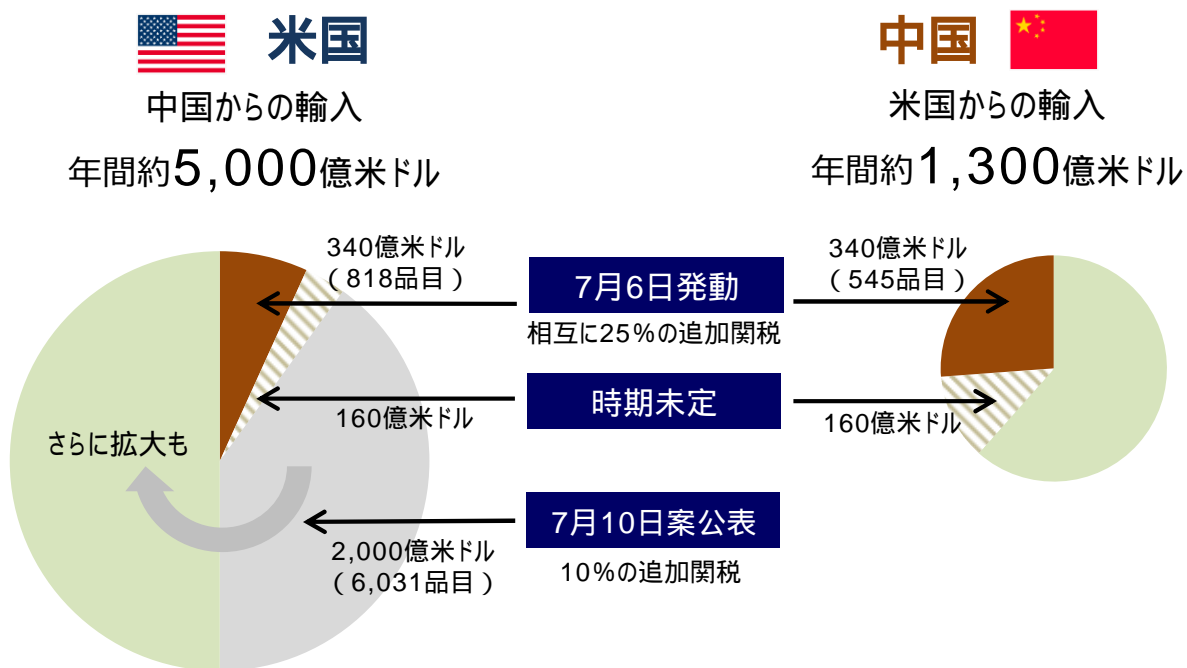 米国
中国からの輸入
年間約5,000億米ドル
中国
米国からの輸入
年間約1,300億米ドル
340億米ドル
(818品目)
さらに拡大も
160億米ドル
2,000億米ドル
(6,031品目)
7月6日発動
相互に25%の追加関税
時期未定
7月10日案公表
10%の追加関税
340億米ドル
(545品目)
160億米ドル